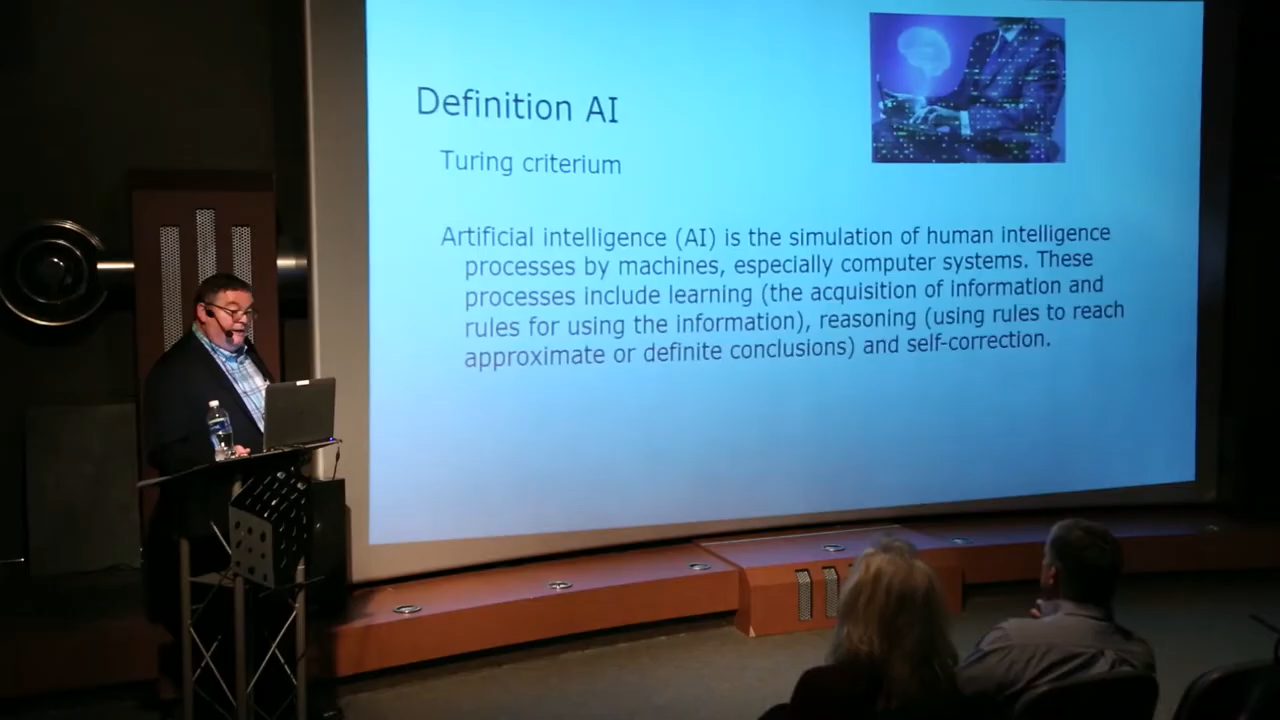 Definition AI
Turing criterium
Artificial intelligence (AI) is the simulation of human intelligence
processes by machines, especially computer systems. These
processes include learning (the acquisition of information and
rules for using the information), reasoning (using rules to reach
approximate or definite conclusions) and self-correction.